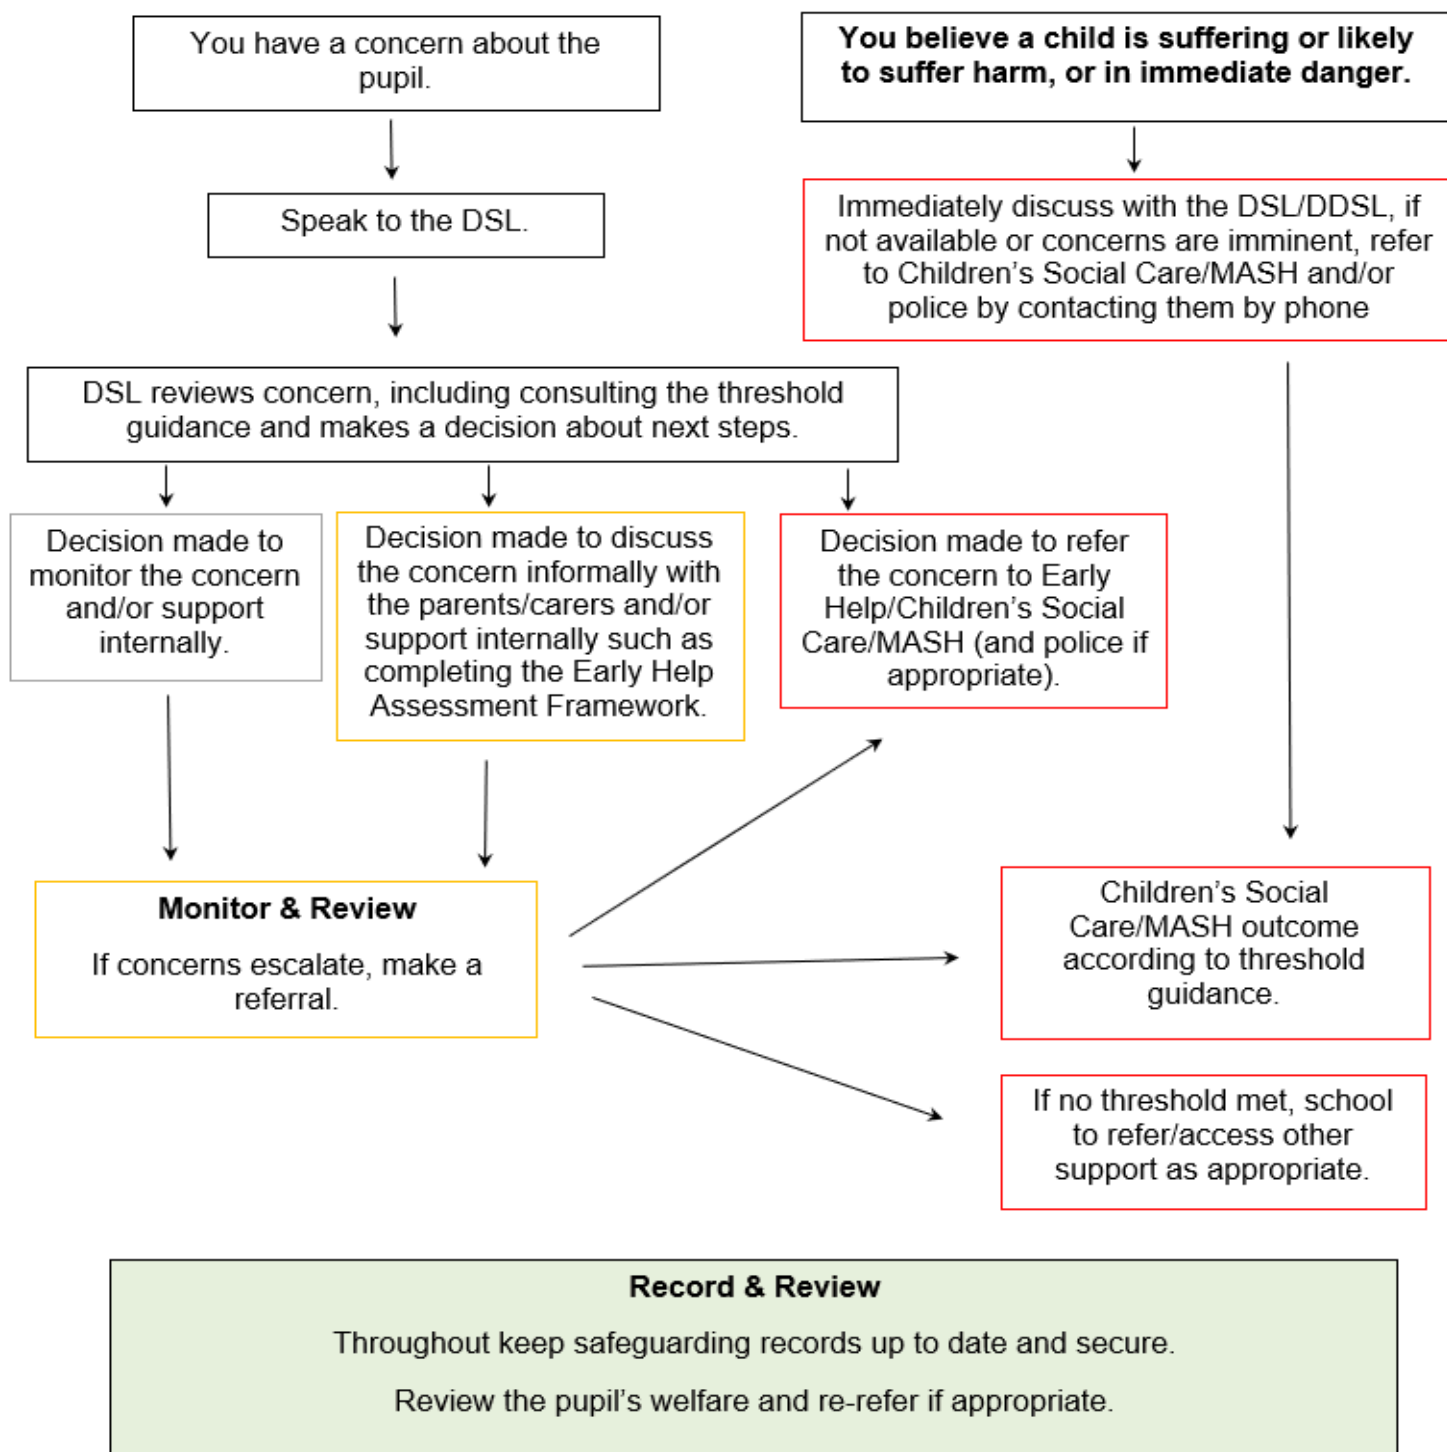 You have a concern about the
pupil.
You believe a child is suffering or likely
to suffer harm, or in immediate danger.
Speak to the DSL.
Immediately discuss with the DSL/DDSL, if
not available or concerns are imminent, refer
to Children’s Social Care/MASH and/or
police by contacting them by phone
DSL reviews concern, including consulting the threshold
guidance and makes a decision about next steps.
Decision made to
monitor the concern
and/or support
internally.
Decision made to discuss
the concern informally with
the parents/carers and/or
support internally such as
completing the Early Help
Assessment Framework.
Decision made to refer
the concern to Early
Help/Children’s Social
Care/MASH (and police if
appropriate).
Monitor & Review
If concerns escalate, make a
referral.
Children’s Social
Care/MASH outcome
according to threshold
guidance.
If no threshold met, school
to refer/access other
support as appropriate.
Record & Review
Throughout keep safeguarding records up to date and secure.
Review the pupil’s welfare and re-refer if appropriate.